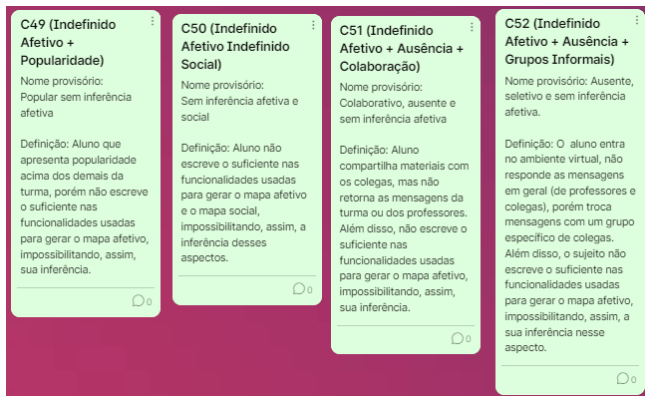 C49 (Indefinido
Afetivo +
Popularidade)
Nome provisório:
Popular sem inferência
afetiva
Definição: Aluno que
apresenta popularidade
acima dos demais da
turma, porém não escreve
o suficiente nas
funcionalidades usadas
para gerar o mapa afetivo,
impossibilitando, assim,
sua inferência.
0
C50 (Indefinido
Afetivo Indefinido
Social)
Nome provisório:
Sem inferência afetiva e
social
Definição: Aluno não
escreve o suficiente nas
funcionalidades usadas
para gerar o mapa afetivo
e o mapa social,
impossibilitando, assim, a
inferência desses
aspectos.
0
C51 (Indefinido
Afetivo + Ausência +
Colaboração)
Nome provisório:
Colaborativo, ausente e
sem inferência afetiva
Definição: Aluno
compartilha materiais com
os colegas, mas não
retorna as mensagens da
turma ou dos professores.
Além disso, não escreve o
suficiente nas
funcionalidades usadas
para gerar o mapa afetivo,
impossibilitando, assim,
sua inferência.
0
C52 (Indefinido
Afetivo + Ausência +
Grupos Informais)
Nome provisório: Ausente,
seletivo e sem inferência
afetiva.
Definição: O aluno entra
no ambiente virtual, não
responde as mensagens
em geral (de professores e
colegas), porém troca
mensagens com um grupo
específico de colegas.
Além disso, o sujeito não
escreve o suficiente nas
funcionalidades usadas
para gerar o mapa afetivo,
impossibilitando, assim, a
sua inferência nesse
aspecto.
0